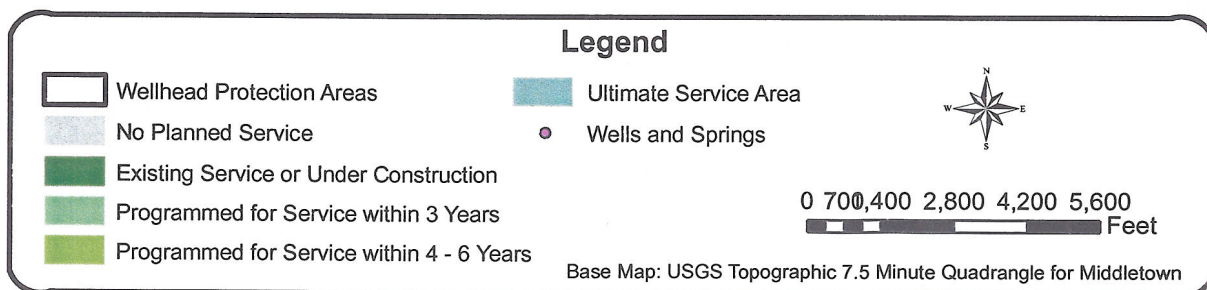 Legend
Wellhead Protection Areas
No Planned Service
Existing Service or Under Construction
Programmed for Service within 3 Years
Programmed for Service within 4 - 6 Years
Ultimate Service Area
Wells and Springs
N
W E
S
0 7001,400 2,800 4,200 5,600
Feet
Base Map: USGS Topographic 7.5 Minute Quadrangle for Middletown